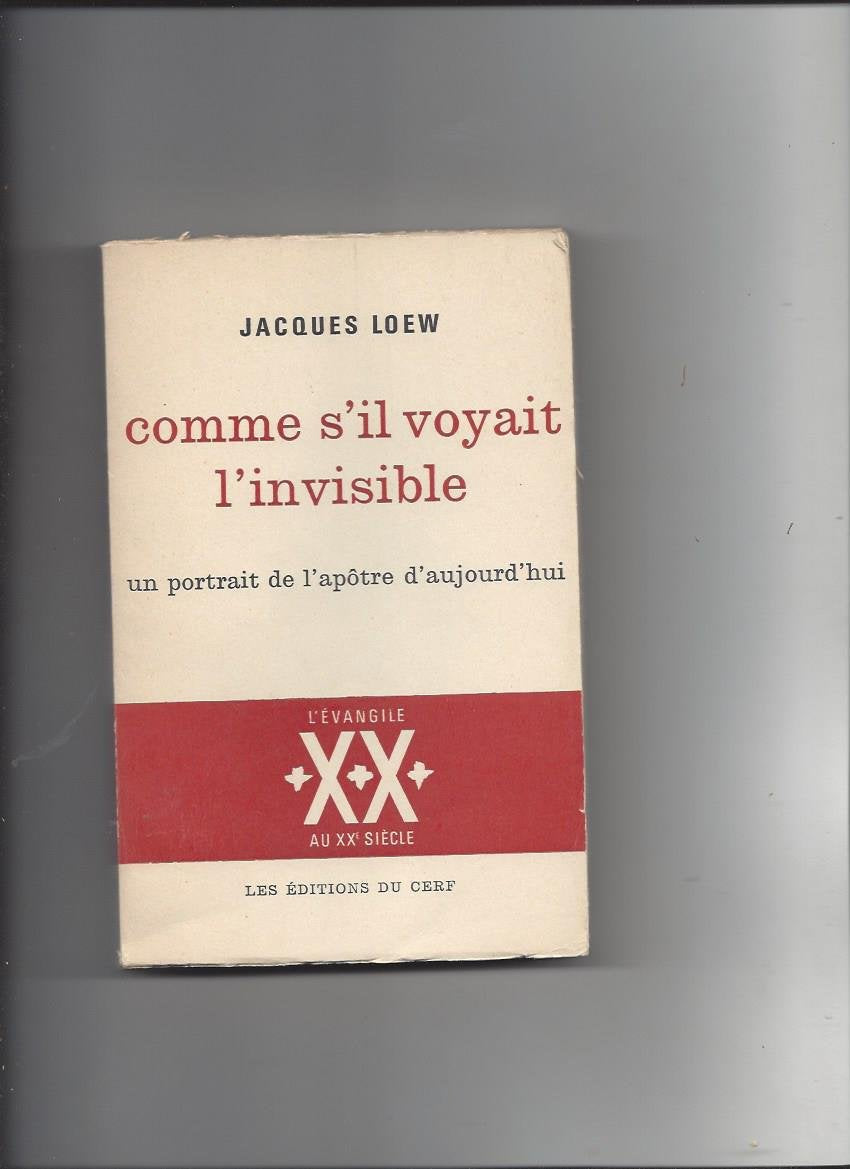 JACQUES LOEW
comme s'il voyait
l'invisible
un portrait de l'apôtre d'aujourd'hui
L'ÉVANGILE
XX
AU XXE SIÈCLE
LES ÉDITIONS DU CERF